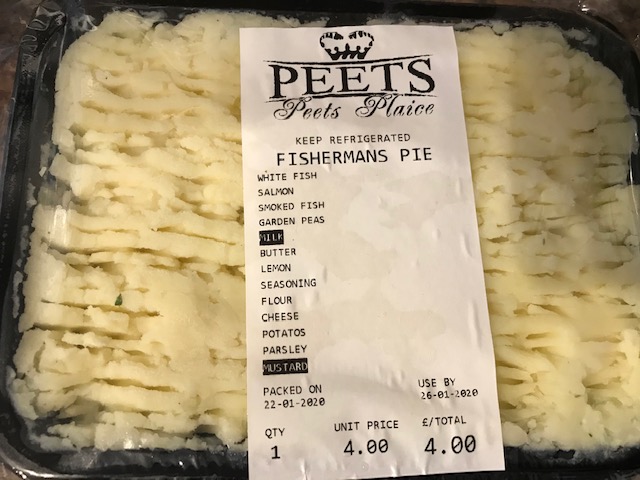 PEETS
Peets Plaice
KEEP REFRIGERATED
FISHERMANS PIE
WHITE FISH
SALMON
SMOKED FISH
GARDEN PEAS
MILK
BUTTER
LEMON
SEASONING
FLOUR
CHEESE
POTATOS
PARSLEY
MUSTARD
PACKED ON USE BY
22-01-2020 26-01-2020
QTY UNIT PRICE £/TOTAL
1 4.00 4.00